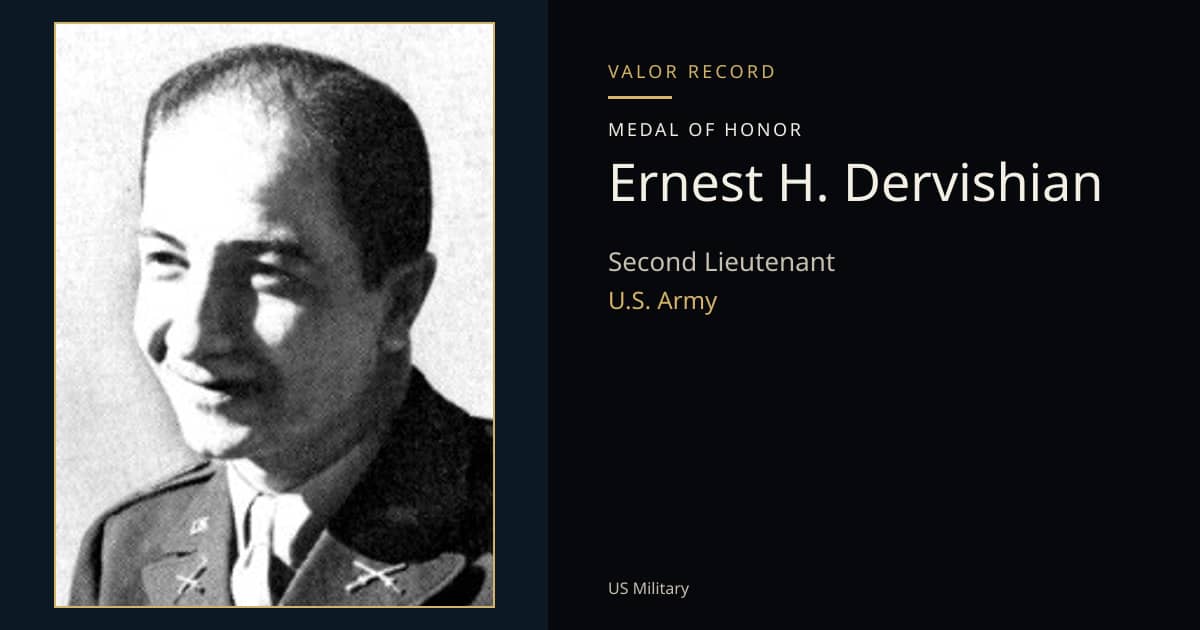 VALOR RECORD
MEDAL OF HONOR
Ernest H. Dervishian
Second Lieutenant
U.S. Army
US Military